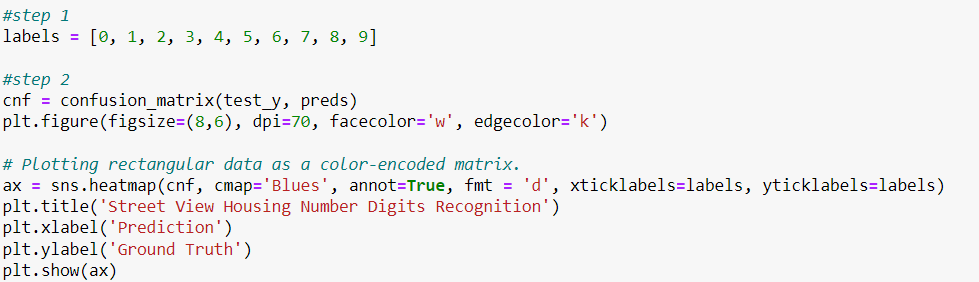 #step 1
labels = [0, 1, 2, 3, 4, 5, 6, 7, 8, 9]
#step 2
cnf = confusion_matrix(test_y, preds)
plt.figure(figsize=(8,6), dpi=70, facecolor='w', edgecolor='k')
# Plotting rectangular data as a color-encoded matrix.
ax = sns.heatmap(cnf, cmap='Blues', annot=True, fmt = 'd', xticklabels=labels, yticklabels=labels)
plt.title('Street View Housing Number Digits Recognition')
plt.xlabel('Prediction')
plt.ylabel('Ground Truth')
plt.show(ax)